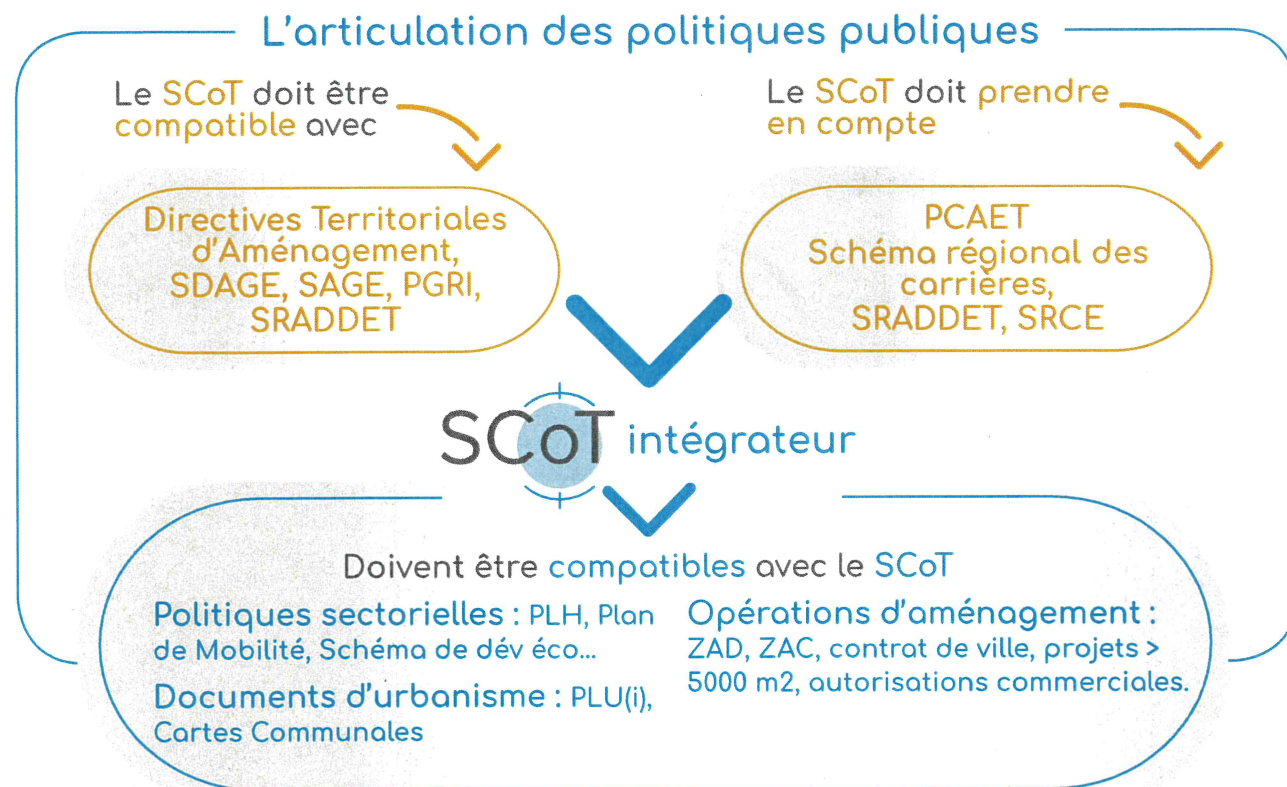 L'articulation des politiques publiques
Le SCoT doit être
compatible avec
Directives Territoriales
d'Aménagement,
SDAGE, SAGE, PGRI,
SRADDET
Le SCoT doit prendre
en compte
PCAET
Schéma régional des
carrières,
SRADDET, SRCE
SCoT intégrateur
Doivent être compatibles avec le SCoT
Politiques sectorielles : PLH, Plan
de Mobilité, Schéma de dév éco...
Documents d'urbanisme : PLU(i),
Cartes Communales
Opérations d'aménagement :
ZAD, ZAC, contrat de ville, projets >
5000 m2, autorisations commerciales.